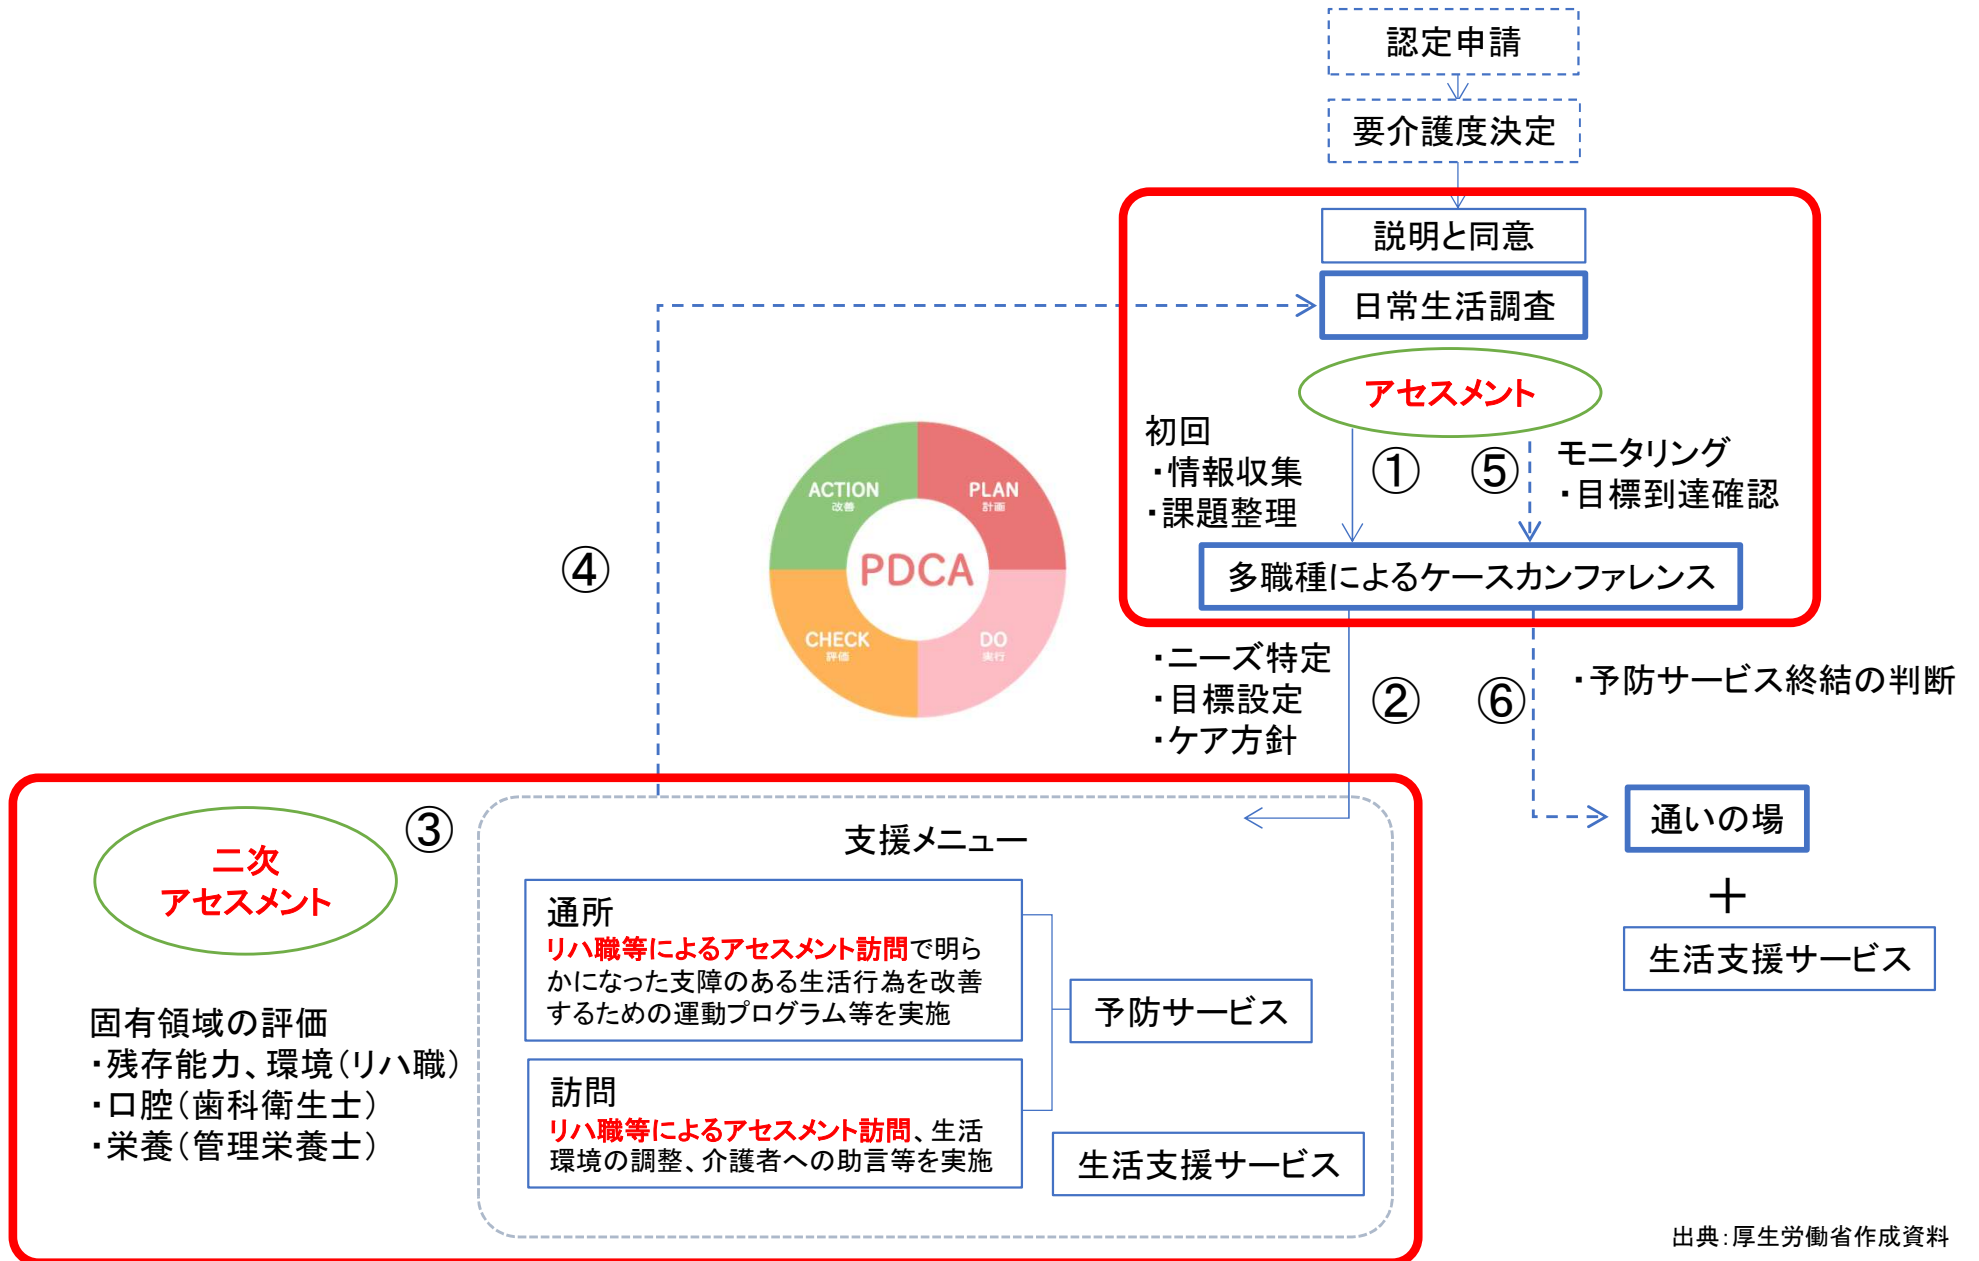 認定申請
要介護度決定
説明と同意
日常生活調査
アセスメント
初回
・情報収集
・課題整理
①
⑤
モニタリング
・目標到達確認
多職種によるケースカンファレンス
ACTION
改善
PLAN
計画
PDCA
CHECK
評価
DO
実行
④
・ニーズ特定
・目標設定
・ケア方針
②
⑥
・予防サービス終結の判断
通いの場
＋
生活支援サービス
二次
アセスメント
③
固有領域の評価
・残存能力、環境(リハ職)
・口腔(歯科衛生士)
・栄養(管理栄養士)
支援メニュー
通所
リハ職等によるアセスメント訪問で明ら
かになった支障のある生活行為を改善
するための運動プログラム等を実施
訪問
リハ職等によるアセスメント訪問、生活
環境の調整、介護者への助言等を実施
予防サービス
生活支援サービス
出典:厚生労働省作成資料